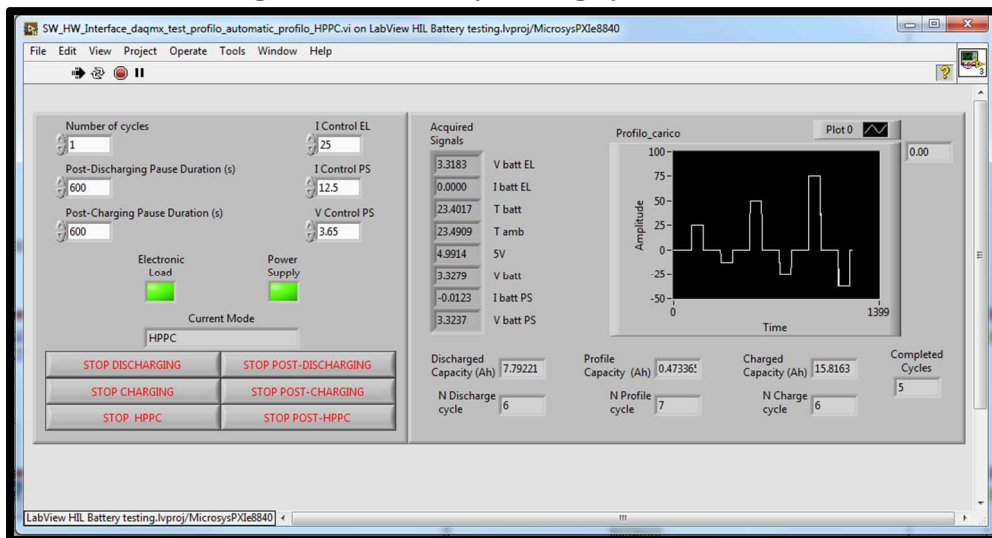 SW_HW_Interface_daqmx_test_profilo_automatic_profilo_HPPC.vi on LabView HIL Battery testing.lvproj/MicrosysPXIe8840
File Edit View Project Operate Tools Window Help
3
Number of cycles
1
I Control EL
25
Post-Discharging Pause Duration (s)
600
I Control PS
12.5
Post-Charging Pause Duration (s)
600
V Control PS
3.65
Electronic
Load
Power
Supply
Current Mode
HPPC
STOP DISCHARGING STOP POST-DISCHARGING
STOP CHARGING STOP POST-CHARGING
STOP HPPC STOP POST-HPPC
Acquired
Signals
3.3183 V batt EL
0.0000 I batt EL
23.4017 T batt
23.4909 T amb
4.9914 5V
3.3279 V batt
-0.0123 I batt PS
3.3237 V batt PS
Profilo_carico
Plot 0
0.00
Amplitude
100
75
50
25
0
-25
-50
0 1399
Time
Discharged
Capacity (Ah) 7.79221
Profile
Capacity (Ah) 0.47336
Charged
Capacity (Ah) 15.8163
Completed
Cycles
5
N Discharge
cycle 6
N Profile
cycle 7
N Charge
cycle 6
LabView HIL Battery testing.lvproj/MicrosysPXIe8840